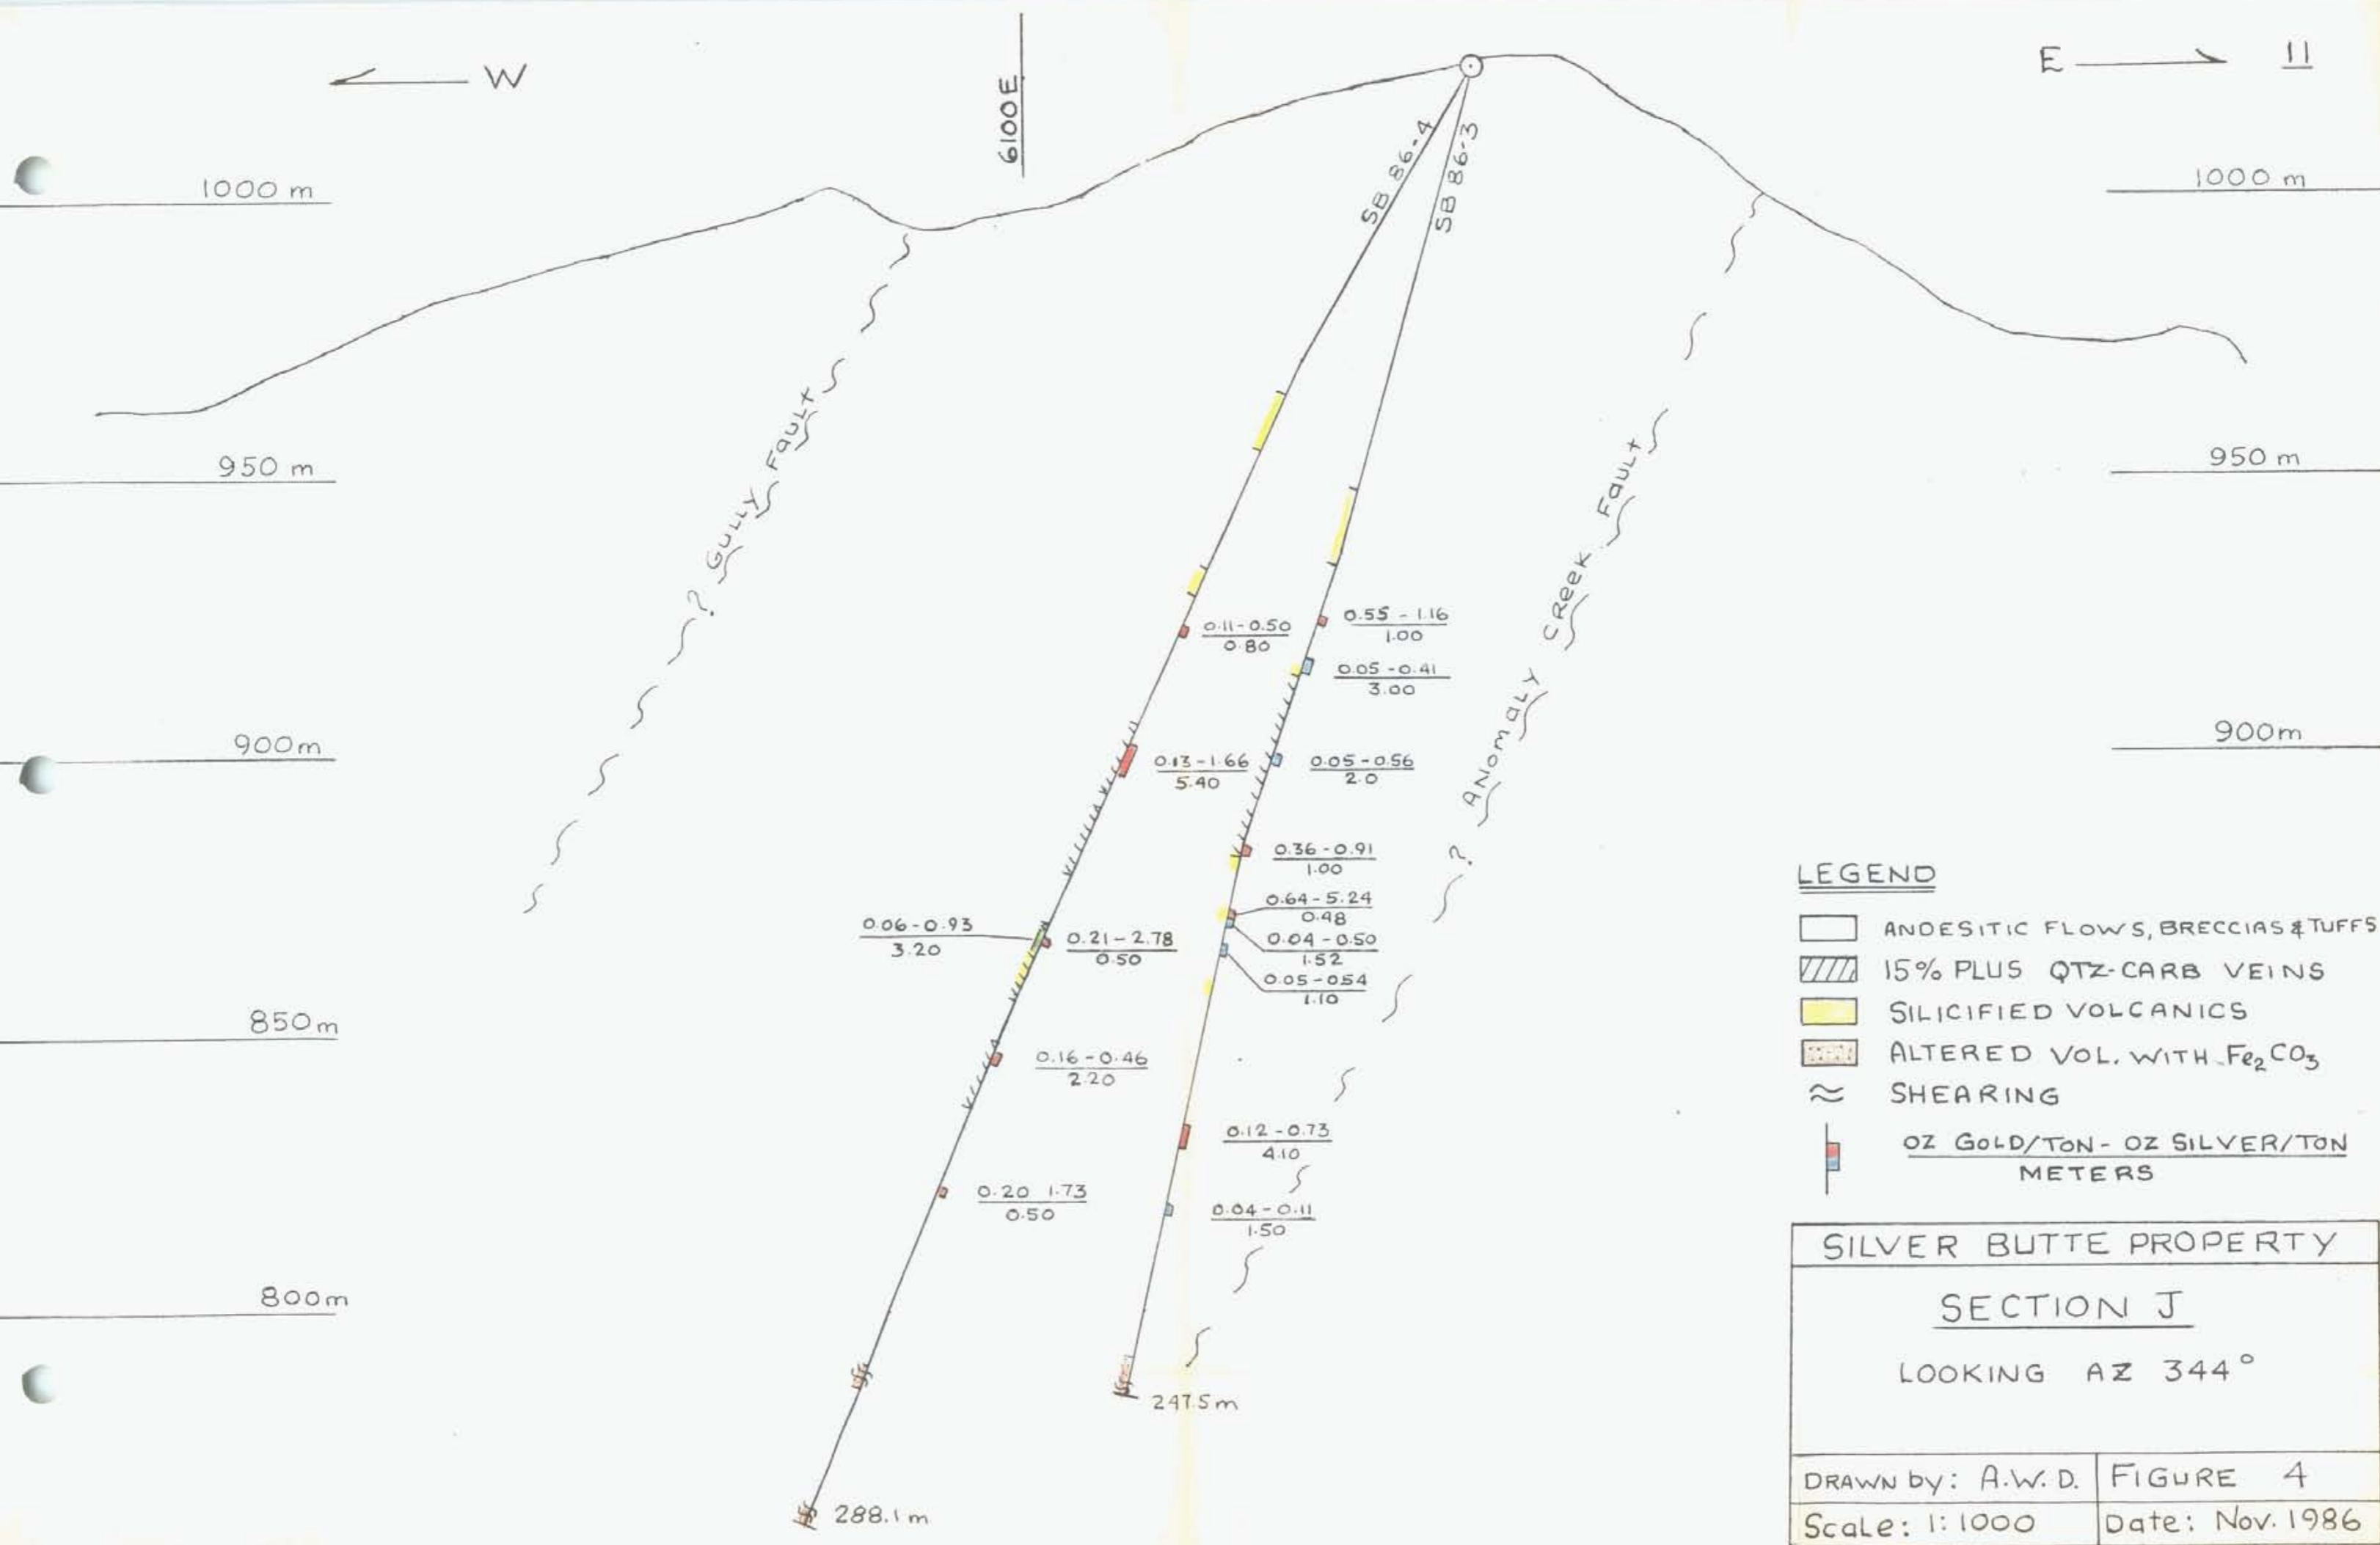 W
6100E
E
11
1000 m
1000 m
SB 86-4
SB 86-3
950 m
950 m
GULLY FAULT
?
ANOMALY CREEK FAULT
?
0.11-0.50
0.80
0.55-1.16
1.00
0.05-0.41
3.00
900m
900m
0.13-1.66
5.40
0.05-0.56
2.0
0.36-0.91
1.00
0.64-5.24
0.48
0.04-0.50
1.52
0.05-0.54
1.10
0.06-0.93
3.20
0.21-2.78
0.50
850m
0.16-0.46
2.20
0.12-0.73
4.10
0.20 1.73
0.50
0.04-0.11
1.50
800m
247.5m
288.1m
LEGEND
ANDESITIC FLOWS, BRECCIAS & TUFFS
15% PLUS QTZ-CARB VEINS
SILICIFIED VOLCANICS
ALTERED VOL. WITH Fe₂CO₃
≈ SHEARING
OZ GOLD/TON - OZ SILVER/TON
METERS
SILVER BUTTE PROPERTY
SECTION J
LOOKING AZ 344°
DRAWN by: A.W.D.
FIGURE 4
Scale: 1:1000
Date: Nov. 1986